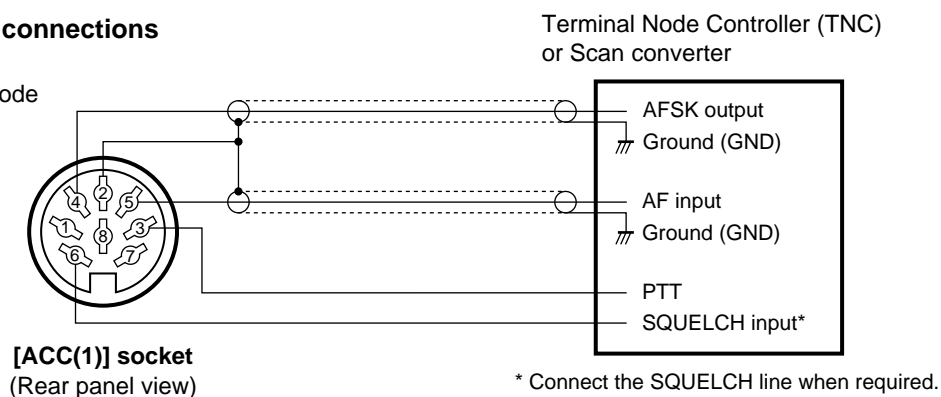 connections
Terminal Node Controller (TNC)
or Scan converter
ode
AFSK output
Ground (GND)
AF input
Ground (GND)
PTT
SQUELCH input*
4 2 5
1 8 3
6 7
[ACC(1)] socket
(Rear panel view)
* Connect the SQUELCH line when required.